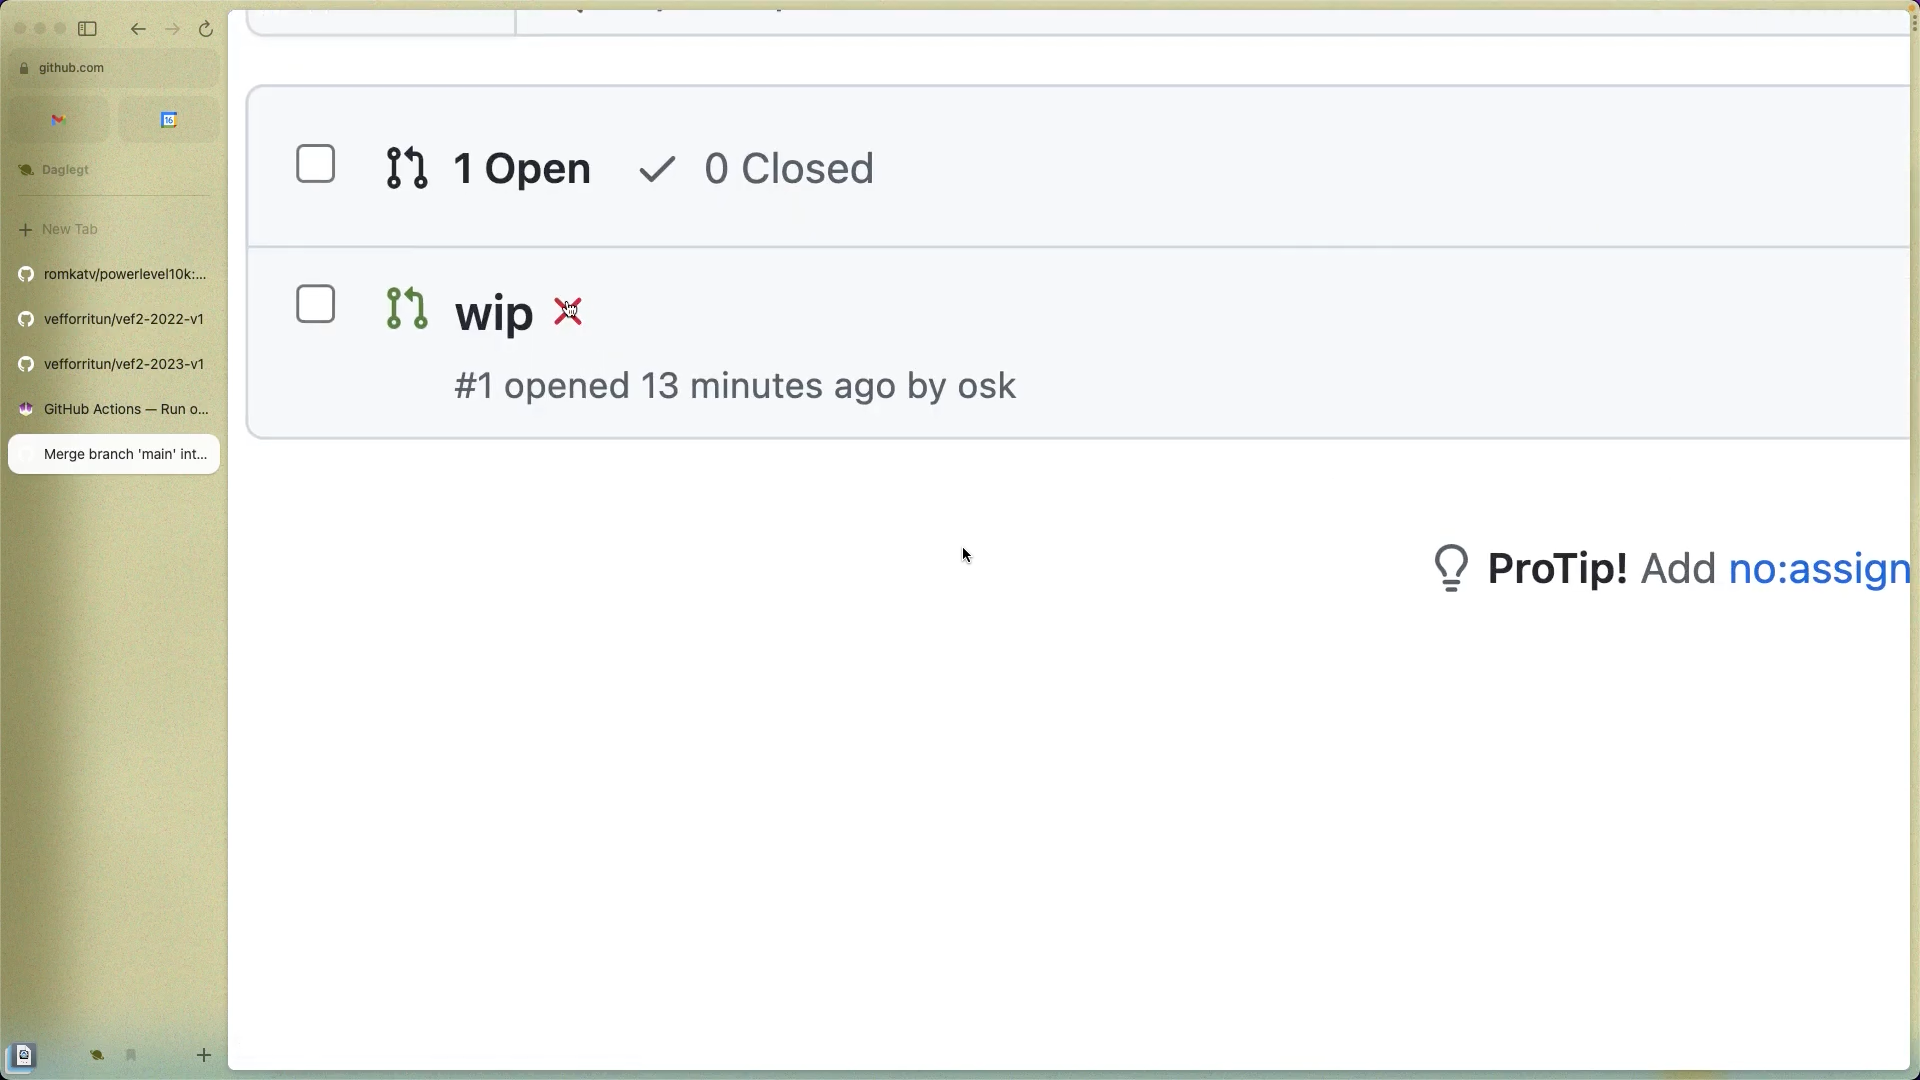 github.com
16
Daglegt
New Tab
romkatv/powerlevel10k:...
vefforritun/vef2-2022-v1
vefforritun/vef2-2023-v1
GitHub Actions — Run o...
Merge branch 'main' int...
1 Open
0 Closed
wip
#1 opened 13 minutes ago by osk
ProTip! Add no:assign